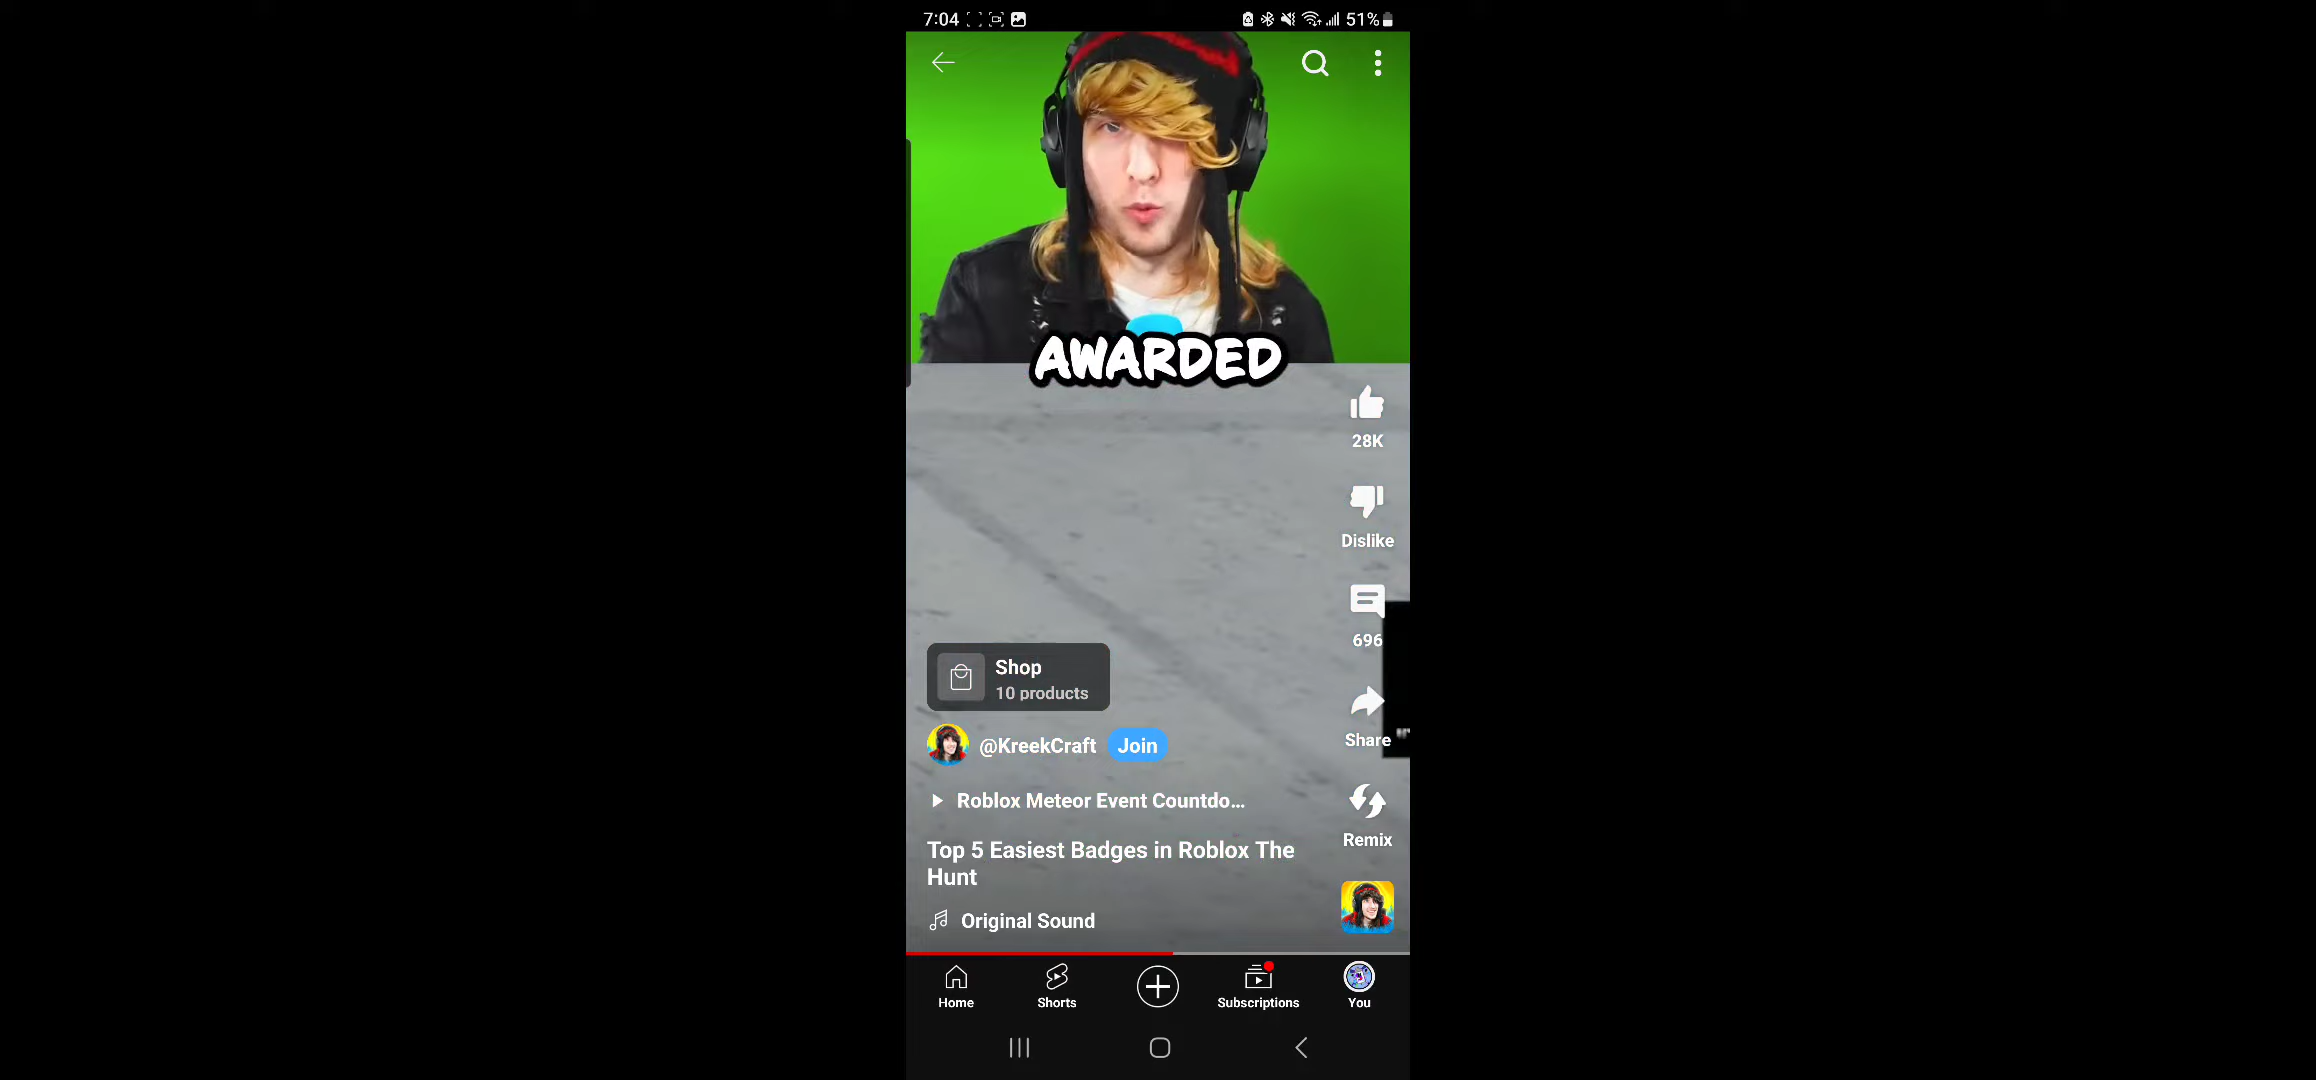 7:04
51%
AWARDED
28K
Dislike
696
Shop
10 products
Share
@KreekCraft Join
Roblox Meteor Event Countdo...
Remix
Top 5 Easiest Badges in Roblox The
Hunt
Original Sound
Home
Shorts
Subscriptions
You